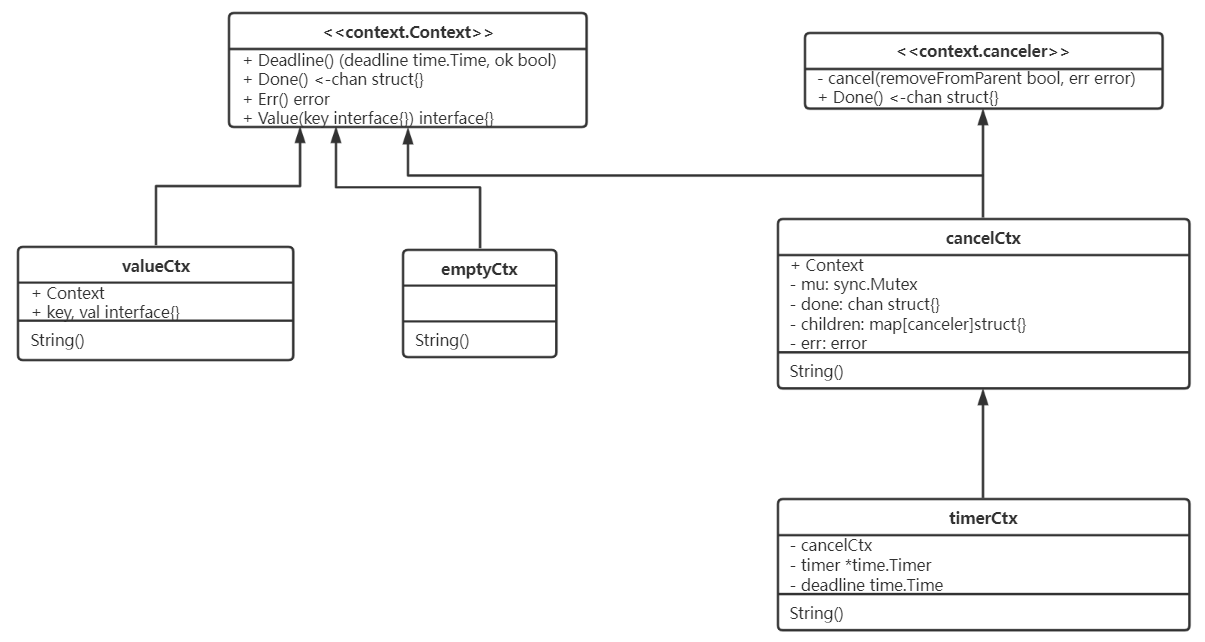 <<context.Context>>
+ Deadline() (deadline time.Time, ok bool)
+ Done() <-chan struct{}
+ Err() error
+ Value(key interface{}) interface{}
<<context.canceler>>
- cancel(removeFromParent bool, err error)
+ Done() <-chan struct{}
valueCtx
+ Context
+ key, val interface{}
String()
emptyCtx
String()
cancelCtx
+ Context
- mu: sync.Mutex
- done: chan struct{}
- children: map[canceler]struct{}
- err: error
String()
timerCtx
- cancelCtx
- timer *time.Timer
- deadline time.Time
String()